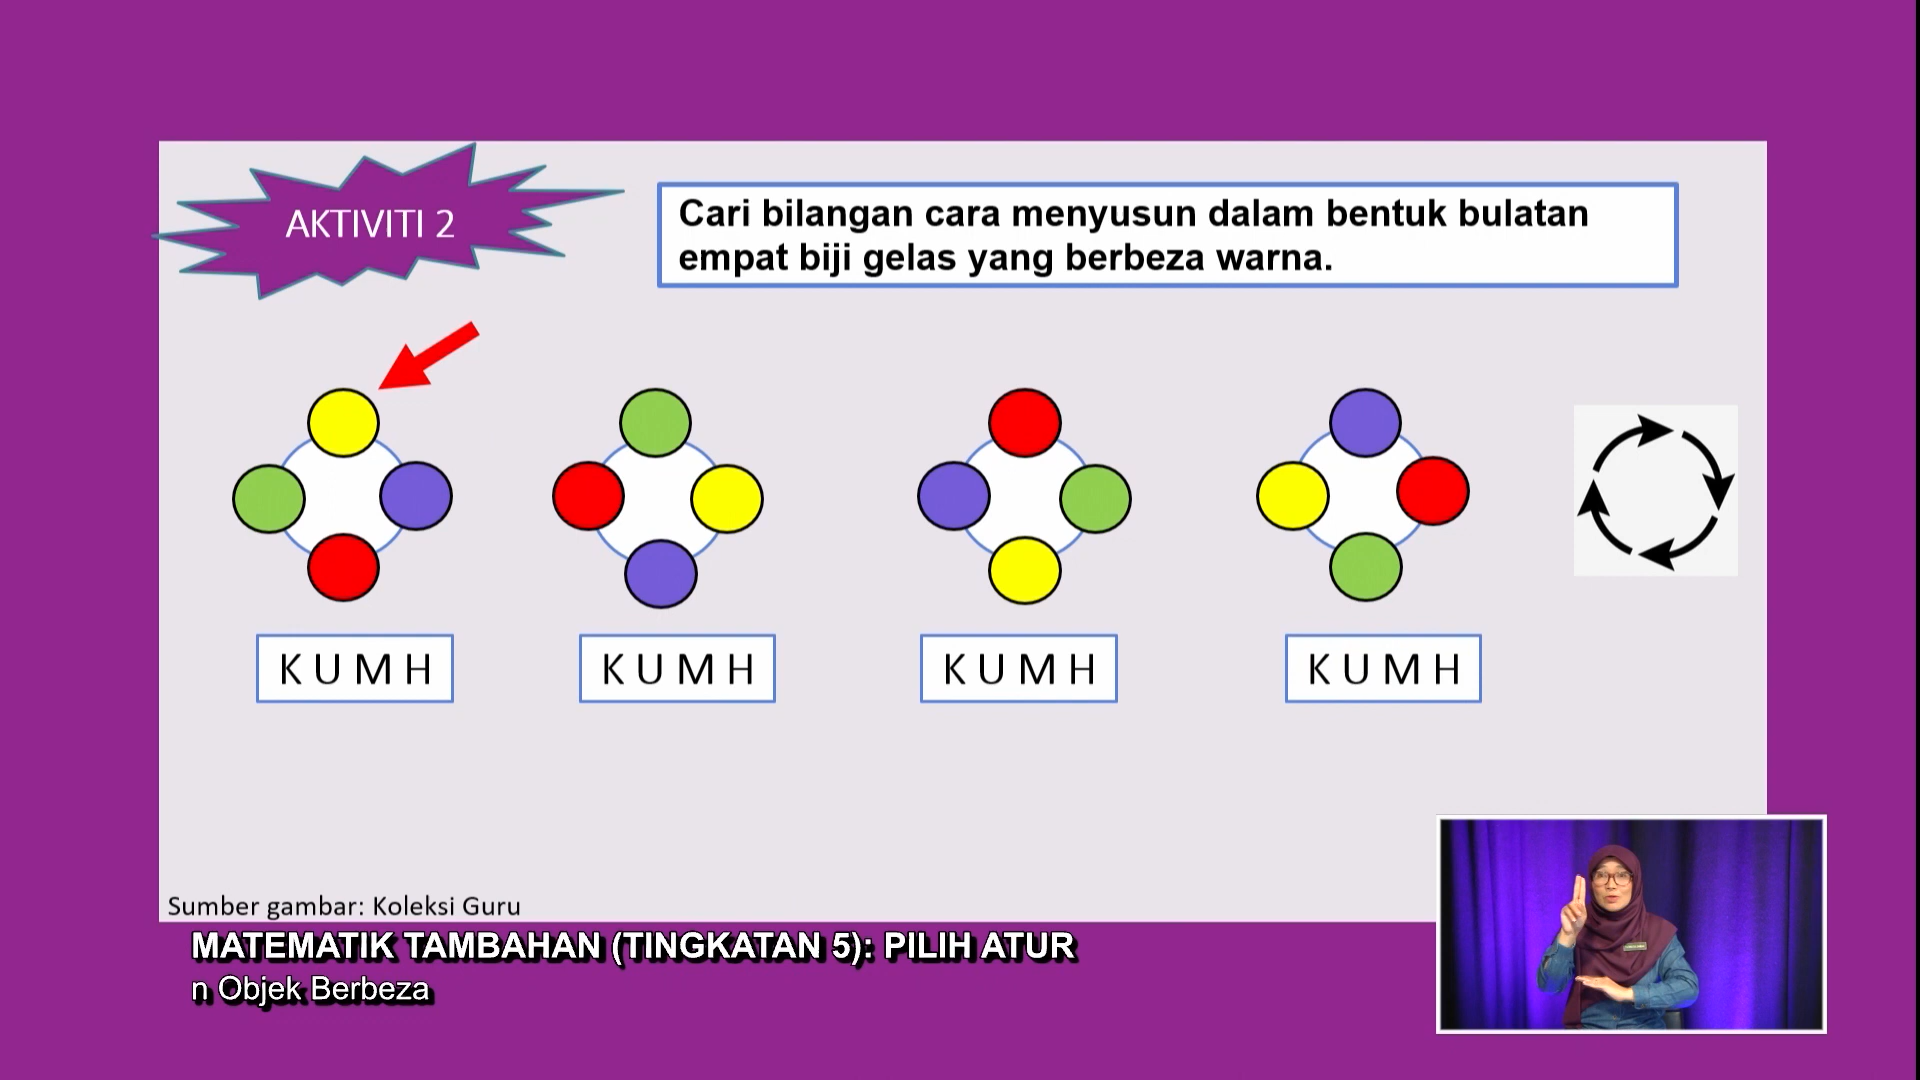 AKTIVITI 2
Cari bilangan cara menyusun dalam bentuk bulatan
empat biji gelas yang berbeza warna.
K U M H
K U M H
K U M H
K U M H
Sumber gambar: Koleksi Guru
MATEMATIK TAMBAHAN (TINGKATAN 5): PILIH ATUR
n Objek Berbeza